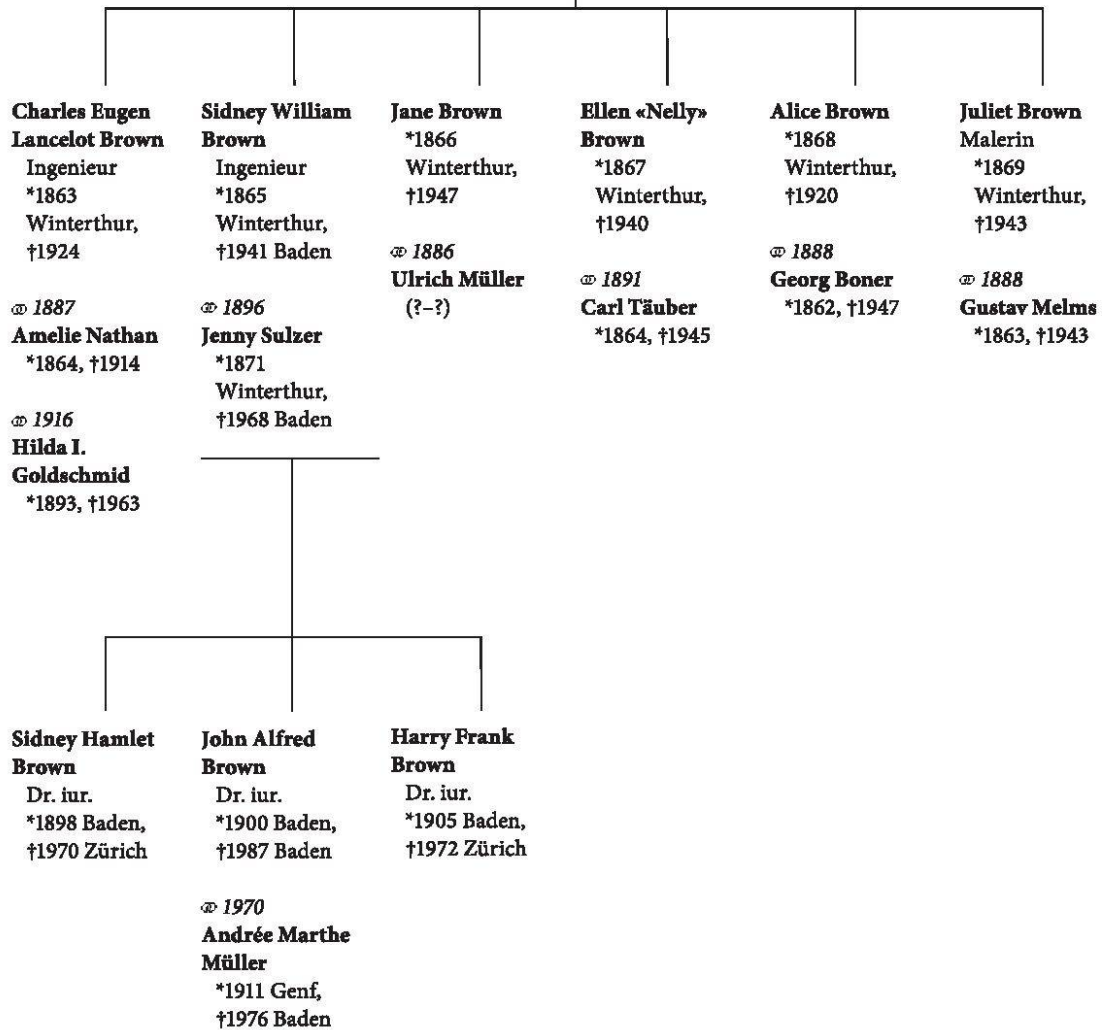 Charles Eugen
Lancelot Brown
Ingenieur
*1863
Winterthur,
†1924
⚭ 1887
Amelie Nathan
*1864, †1914
⚭ 1916
Hilda I.
Goldschmid
*1893, †1963
Sidney William
Brown
Ingenieur
*1865
Winterthur,
†1941 Baden
⚭ 1896
Jenny Sulzer
*1871
Winterthur,
†1968 Baden
Jane Brown
*1866
Winterthur,
†1947
⚭ 1886
Ulrich Müller
(?–?)
Ellen «Nelly»
Brown
*1867
Winterthur,
†1940
⚭ 1891
Carl Täuber
*1864, †1945
Alice Brown
*1868
Winterthur,
†1920
⚭ 1888
Georg Boner
*1862, †1947
Juliet Brown
Malerin
*1869
Winterthur,
†1943
⚭ 1888
Gustav Melms
*1863, †1943
Sidney Hamlet
Brown
Dr. iur.
*1898 Baden,
†1970 Zürich
John Alfred
Brown
Dr. iur.
*1900 Baden,
†1987 Baden
⚭ 1970
Andrée Marthe
Müller
*1911 Genf,
†1976 Baden
Harry Frank
Brown
Dr. iur.
*1905 Baden,
†1972 Zürich